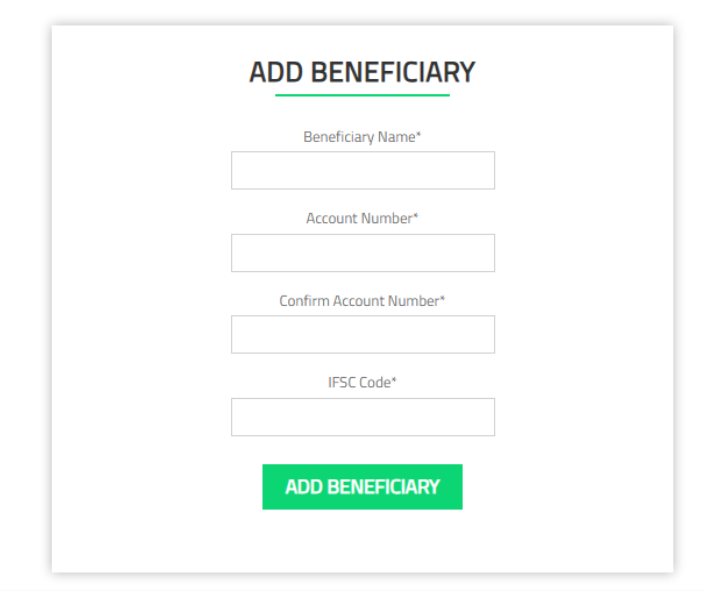 ADD BENEFICIARY
Beneficiary Name*
Account Number*
Confirm Account Number*
IFSC Code*
ADD BENEFICIARY